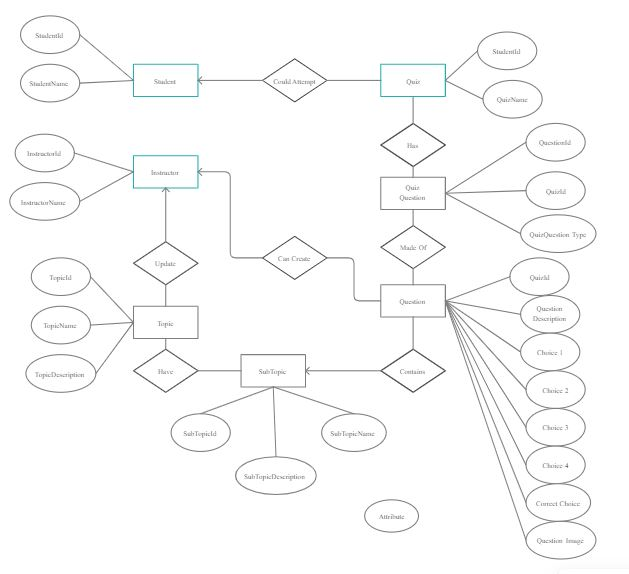 StudentId
StudentName
Student
Could Attempt
Quiz
StudentId
QuizName
InstructorId
InstructorName
Instructor
Has
Quiz
Question
QuestionId
QuizId
QuizQuestion Type
Update
Can Create
Made Of
TopicId
TopicName
TopicDescription
Topic
Question
QuizId
Question
Description
Choice 1
Choice 2
Choice 3
Choice 4
Correct Choice
Question Image
Have
SubTopic
Contains
SubTopicId
SubTopicDescription
SubTopicName
Attribute